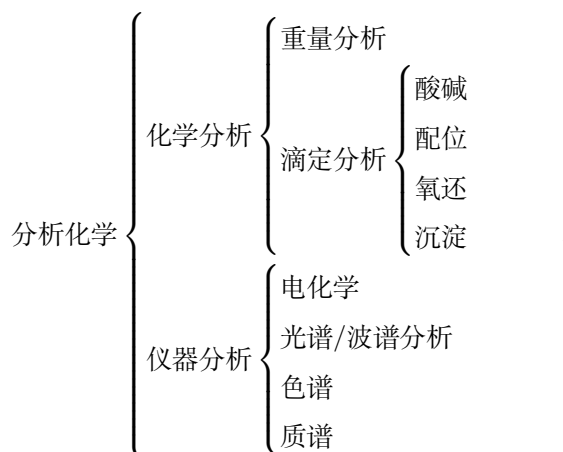 重量分析
酸碱
化学分析
滴定分析
配位
氧还
沉淀
分析化学
电化学
光谱/波谱分析
仪器分析
色谱
质谱